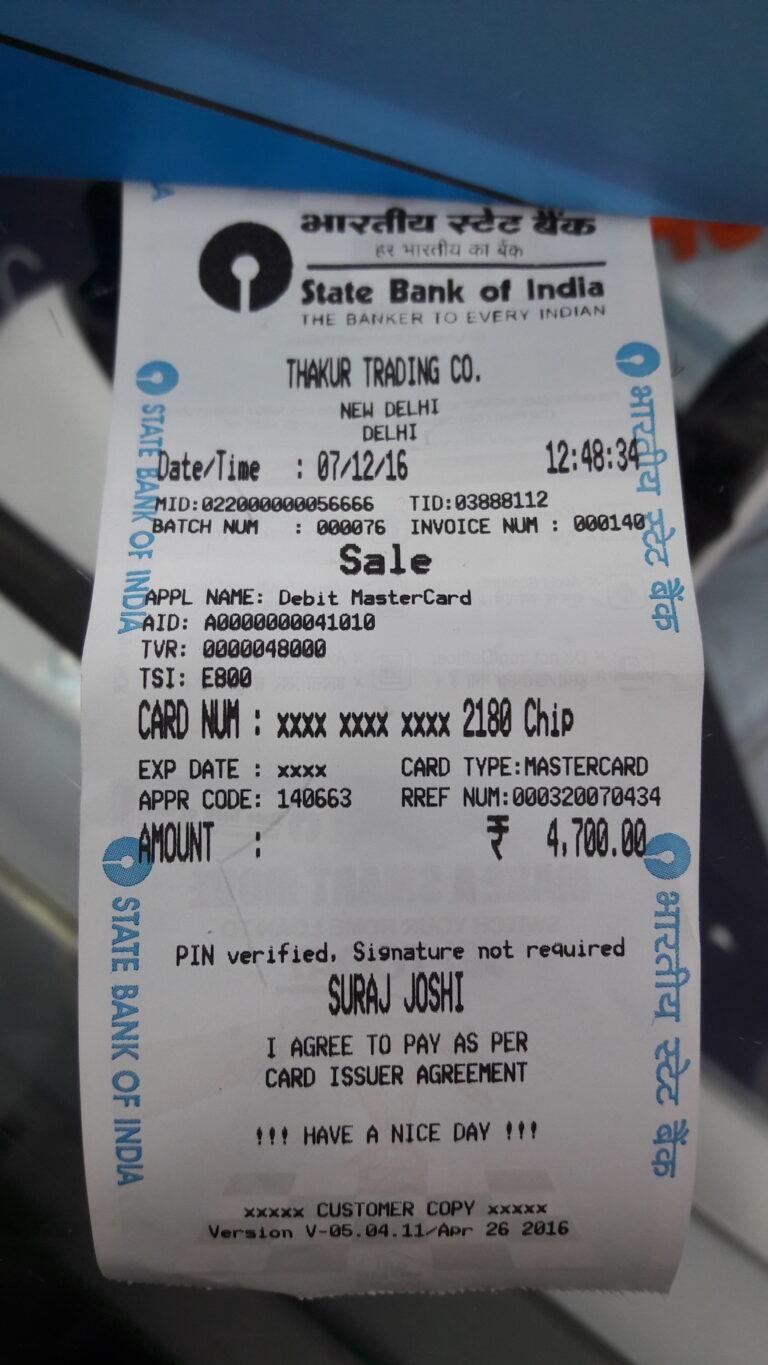 भारतीय स्टेट बैंक
हर भारतीय का बैंक
State Bank of India
THE BANKER TO EVERY INDIAN
THAKUR TRADING CO.
NEW DELHI
DELHI
Date/Time : 07/12/16 12:48:34
MID:022000000056666 TID:03888112
BATCH NUM : 000076 INVOICE NUM : 000140
Sale
APPL NAME: Debit MasterCard
AID: A0000000041010
TVR: 0000048000
TSI: E800
CARD NUM : xxxx xxxx xxxx 2180 Chip
EXP DATE : xxxx CARD TYPE:MASTERCARD
APPR CODE: 140663 RREF NUM:000320070434
AMOUNT : ₹ 4,700.00
PIN verified, Signature not required
SURAJ JOSHI
I AGREE TO PAY AS PER
CARD ISSUER AGREEMENT
!!! HAVE A NICE DAY !!!
xxxxx CUSTOMER COPY xxxxx
Version V-05.04.11/Apr 26 2016
STATE BANK OF INDIA
भारतीय स्टेट बैंक
STATE BANK OF INDIA
भारतीय स्टेट बैंक